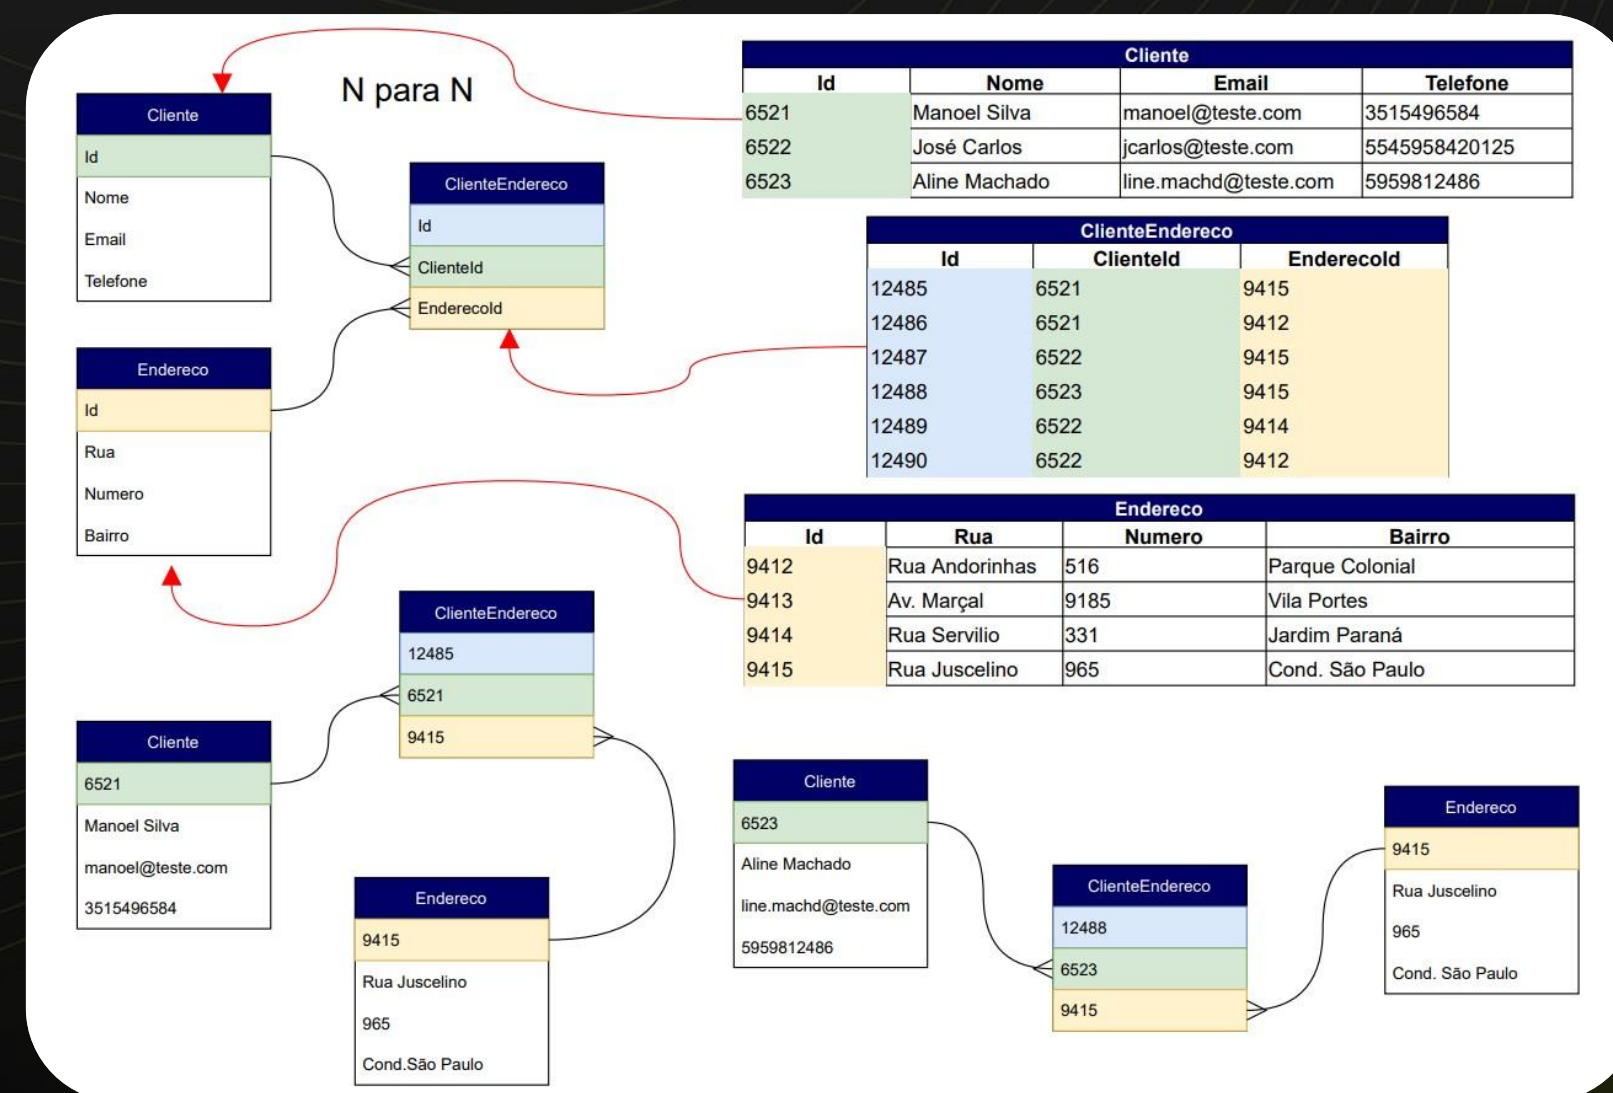 N para N
Cliente
Id
Nome
Email
Telefone
ClienteEndereco
Id
ClienteId
EnderecoId
Endereco
Id
Rua
Numero
Bairro
Cliente
Id Nome Email Telefone
6521 Manoel Silva manoel@teste.com 3515496584
6522 José Carlos jcarlos@teste.com 5545958420125
6523 Aline Machado line.machd@teste.com 5959812486
ClienteEndereco
Id ClienteId EnderecoId
12485 6521 9415
12486 6521 9412
12487 6522 9415
12488 6523 9415
12489 6522 9414
12490 6522 9412
Endereco
Id Rua Numero Bairro
9412 Rua Andorinhas 516 Parque Colonial
9413 Av. Marçal 9185 Vila Portes
9414 Rua Servilio 331 Jardim Paraná
9415 Rua Juscelino 965 Cond. São Paulo
ClienteEndereco
12485
6521
9415
Cliente
6521
Manoel Silva
manoel@teste.com
3515496584
Endereco
9415
Rua Juscelino
965
Cond.São Paulo
Cliente
6523
Aline Machado
line.machd@teste.com
5959812486
ClienteEndereco
12488
6523
9415
Endereco
9415
Rua Juscelino
965
Cond. São Paulo